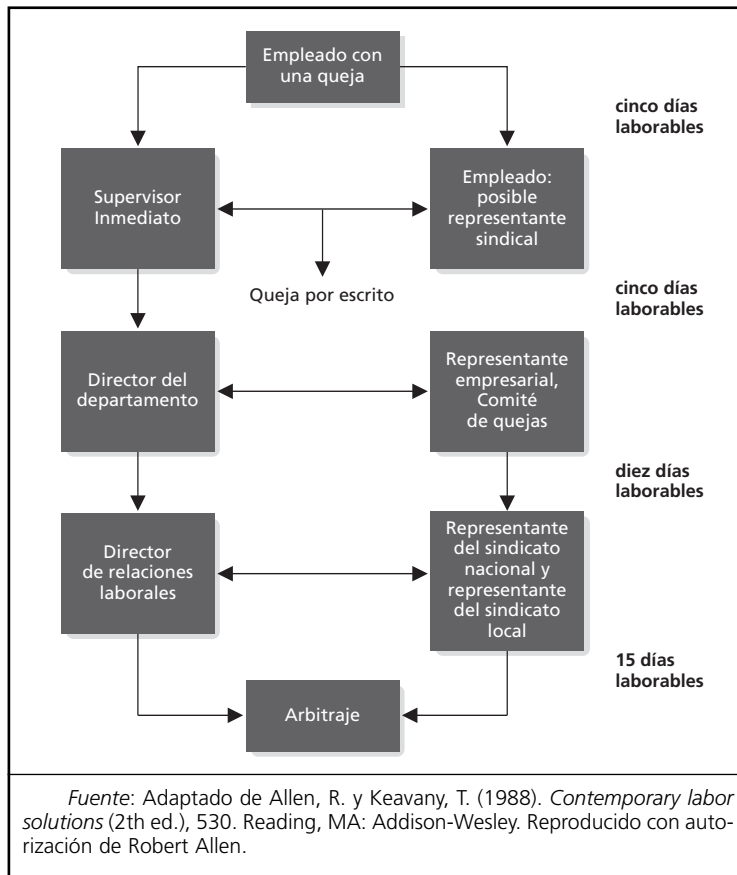 Empleado con
una queja
cinco días
laborables
Supervisor
Inmediato
Empleado:
posible
representante
sindical
Queja por escrito
cinco días
laborables
Director del
departamento
Representante
empresarial,
Comité
de quejas
diez días
laborables
Director
de relaciones
laborales
Representante
del sindicato
nacional y
representante
del sindicato
local
15 días
laborables
Arbitraje
Fuente: Adaptado de Allen, R. y Keavany, T. (1988). Contemporary labor
solutions (2th ed.), 530. Reading, MA: Addison-Wesley. Reproducido con auto-
rización de Robert Allen.